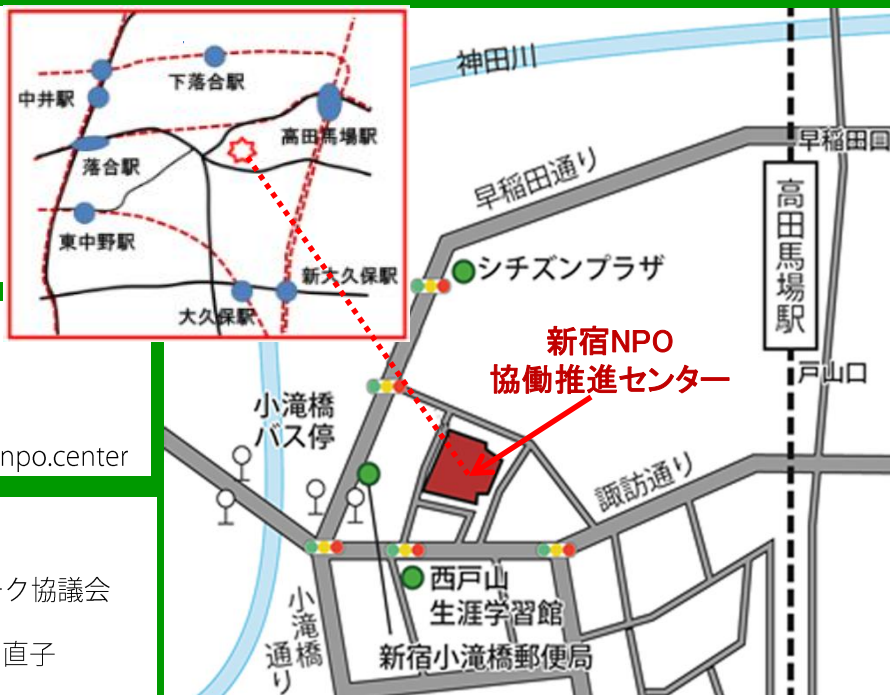 中井駅
下落合駅
高田馬場駅
落合駅
東中野駅
新大久保駅
大久保駅
神田川
早稲田通り
早稲田口
高田馬場駅
シチズンプラザ
新宿NPO
協働推進センター
戸山口
小滝橋
バス停
諏訪通り
npo.center
西戸山
生涯学習館
小滝橋
通り
新宿小滝橋郵便局
ーク協議会
直子